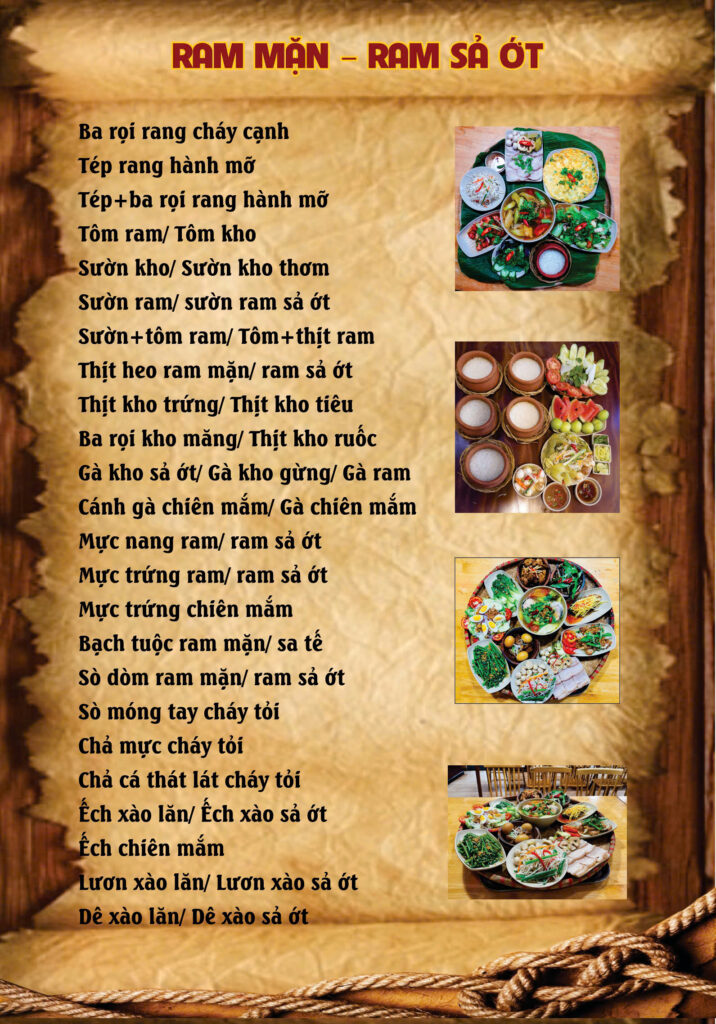 RAM MẶN – RAM SẢ ỚT
Ba rọi rang cháy cạnh
Tép rang hành mỡ
Tép+ba rọi rang hành mỡ
Tôm ram/ Tôm kho
Sườn kho/ Sườn kho thơm
Sườn ram/ sườn ram sả ớt
Sườn+tôm ram/ Tôm+thịt ram
Thịt heo ram mặn/ ram sả ớt
Thịt kho trứng/ Thịt kho tiêu
Ba rọi kho măng/ Thịt kho ruốc
Gà kho sả ớt/ Gà kho gừng/ Gà ram
Cánh gà chiên mắm/ Gà chiên mắm
Mực nang ram/ ram sả ớt
Mực trứng ram/ ram sả ớt
Mực trứng chiên mắm
Bạch tuộc ram mặn/ sa tế
Sò dòm ram mặn/ ram sả ớt
Sò móng tay cháy tỏi
Chả mực cháy tỏi
Chả cá thát lát cháy tỏi
Ếch xào lăn/ Ếch xào sả ớt
Ếch chiên mắm
Lươn xào lăn/ Lươn xào sả ớt
Dê xào lăn/ Dê xào sả ớt